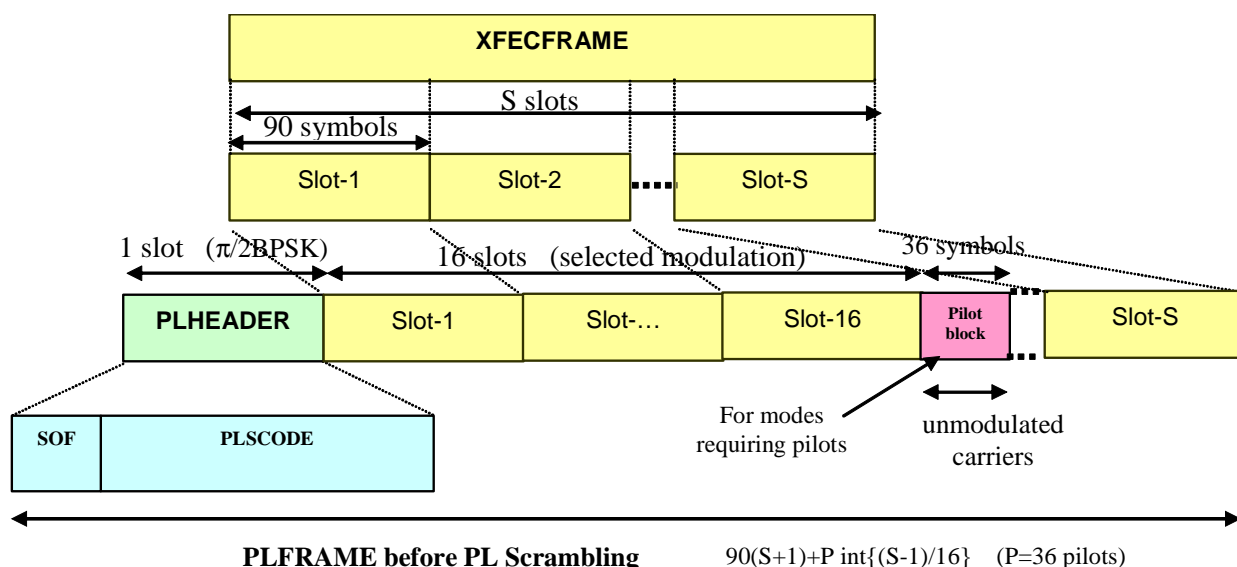 XFECFRAME
S slots
90 symbols
Slot-1 Slot-2 Slot-S
1 slot (π/2BPSK) 16 slots (selected modulation) 36 symbols
PLHEADER Slot-1 Slot-... Slot-16 Pilot block Slot-S
For modes
requiring pilots
unmodulated
carriers
SOF PLSCODE
PLFRAME before PL Scrambling 90(S+1)+P int{(S-1)/16} (P=36 pilots)